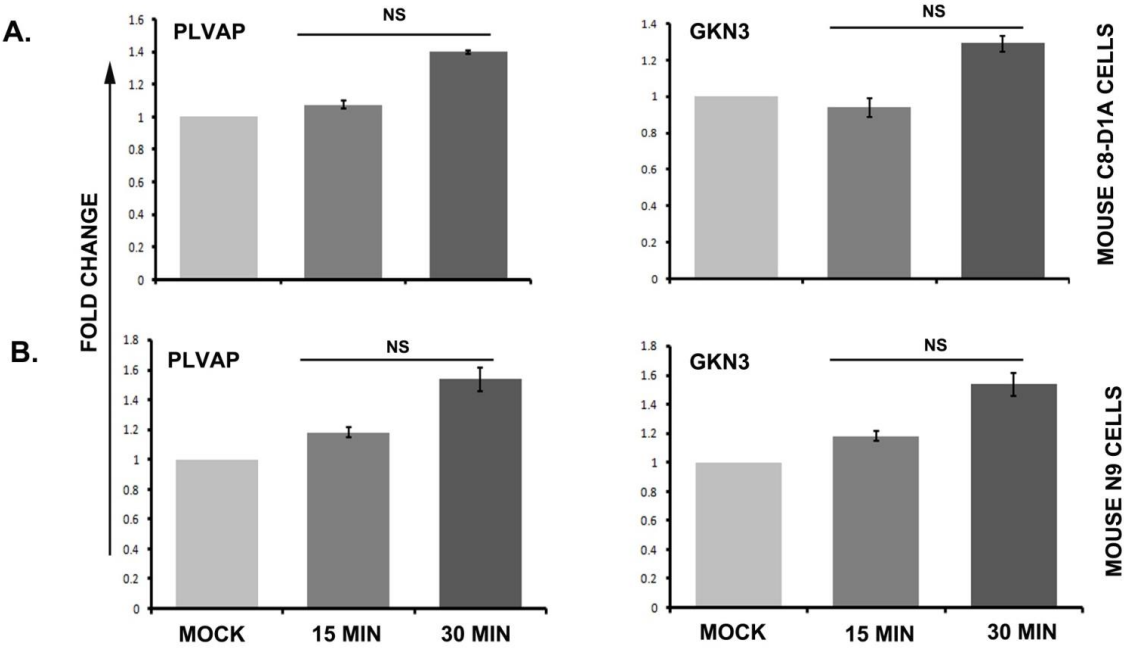 A.
PLVAP
NS
1.6
1.4
1.2
1
0.8
0.6
0.4
0.2
0
GKN3
NS
1.4
1.2
1
0.8
0.6
0.4
0.2
0
MOUSE C8-D1A CELLS
FOLD CHANGE
B.
PLVAP
NS
1.8
1.6
1.4
1.2
1
0.8
0.6
0.4
0.2
0
MOCK 15 MIN 30 MIN
GKN3
NS
1.8
1.6
1.4
1.2
1
0.8
0.6
0.4
0.2
0
MOCK 15 MIN 30 MIN
MOUSE N9 CELLS